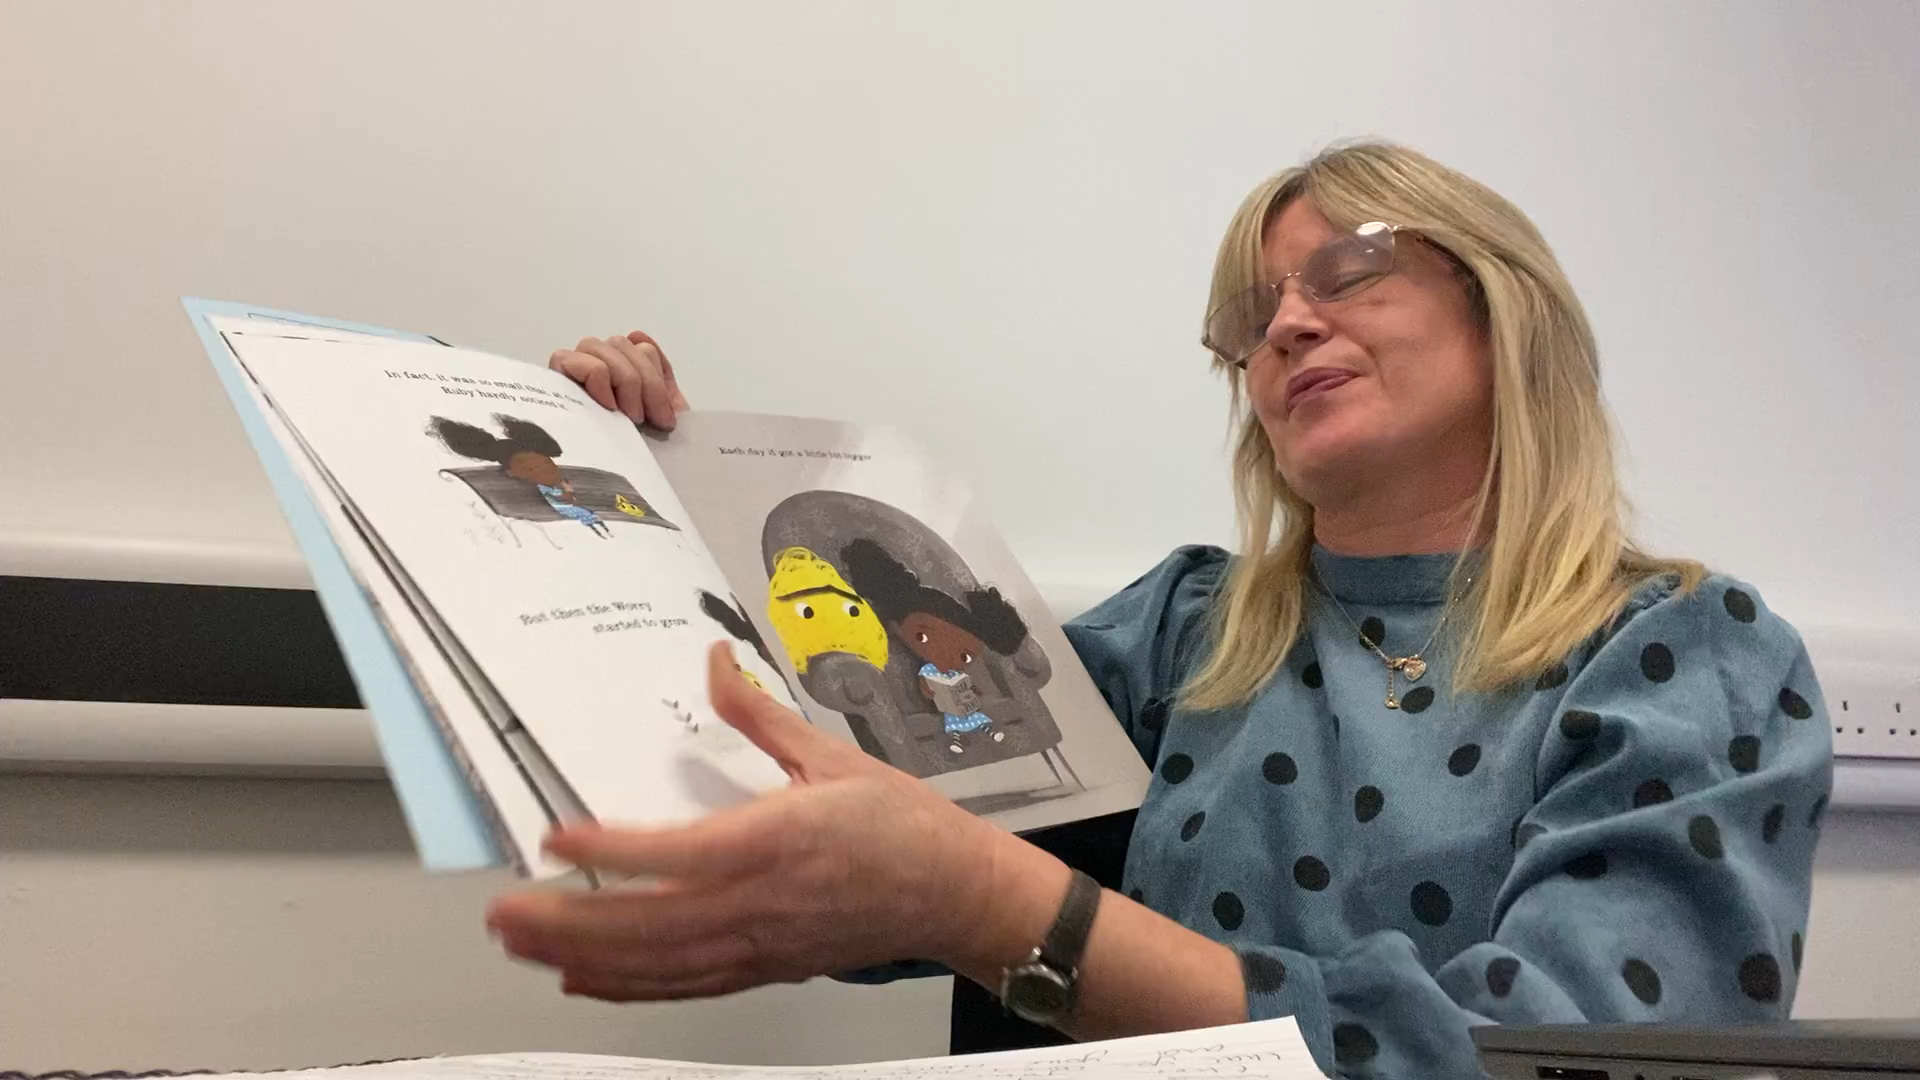 In fact, it was so small that, at first
Ruby hardly noticed it.
But then the Worry
started to grow.
Each day it got a little bit bigger